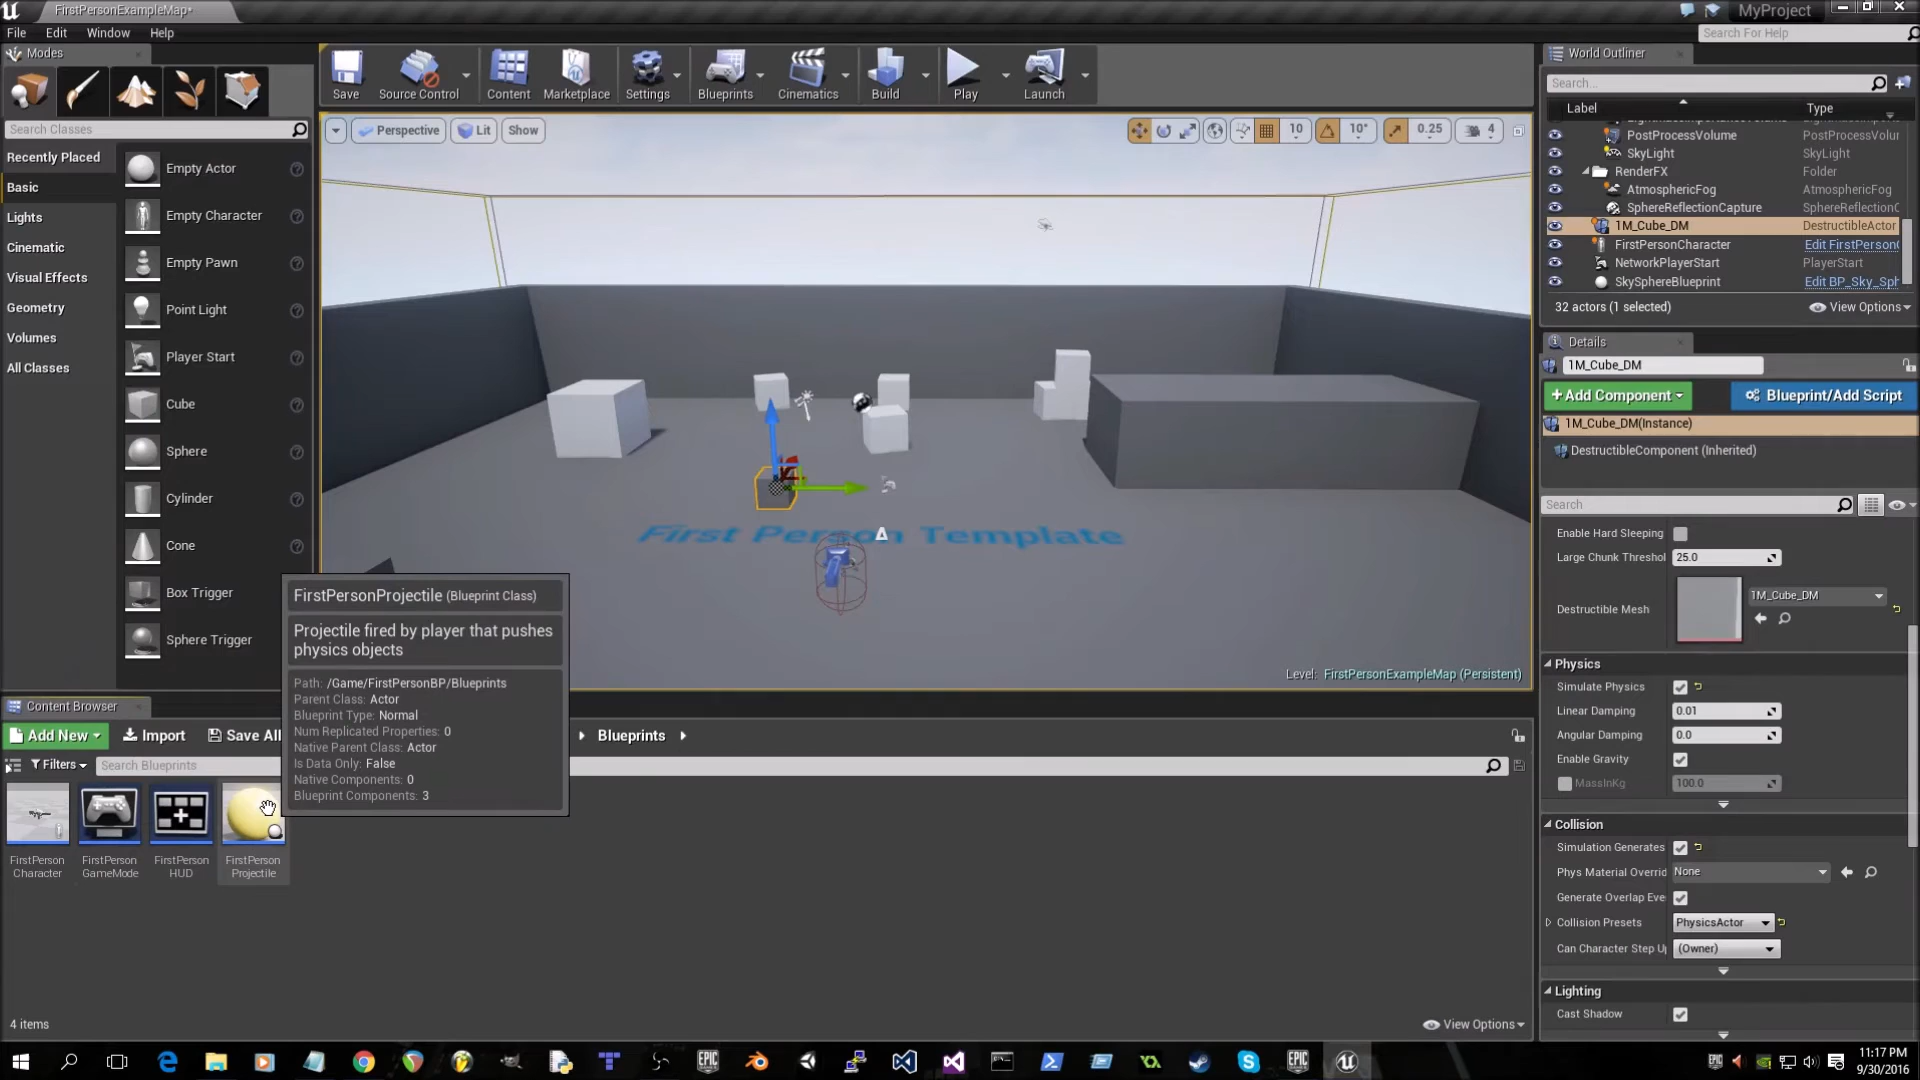 FirstPersonExampleMap*
MyProject
File Edit Window Help
Search For Help
Modes
Search Classes
Recently Placed
Basic
Lights
Cinematic
Visual Effects
Geometry
Volumes
All Classes
Empty Actor
Empty Character
Empty Pawn
Point Light
Player Start
Cube
Sphere
Cylinder
Cone
Box Trigger
Sphere Trigger
Save
Source Control
Content
Marketplace
Settings
Blueprints
Cinematics
Build
Play
Launch
Perspective Lit Show
10 10° 0.25 4
First Person Template
Level: FirstPersonExampleMap (Persistent)
World Outliner
Search...
Label Type
PostProcessVolume PostProcessVolur
SkyLight SkyLight
RenderFX Folder
AtmosphericFog AtmosphericFog
SphereReflectionCapture SphereReflectionC
1M_Cube_DM DestructibleActor
FirstPersonCharacter Edit FirstPerson(
NetworkPlayerStart PlayerStart
SkySphereBlueprint Edit BP_Sky_Sph
32 actors (1 selected) View Options
Details
1M_Cube_DM
+ Add Component Blueprint/Add Script
1M_Cube_DM(Instance)
DestructibleComponent (Inherited)
Search
Enable Hard Sleeping
Large Chunk Threshol 25.0
Destructible Mesh 1M_Cube_DM
Physics
Simulate Physics
Linear Damping 0.01
Angular Damping 0.0
Enable Gravity
MassInKg 100.0
Collision
Simulation Generates
Phys Material Overrid None
Generate Overlap Eve
Collision Presets PhysicsActor
Can Character Step U (Owner)
Lighting
Cast Shadow
FirstPersonProjectile (Blueprint Class)
Projectile fired by player that pushes
physics objects
Path: /Game/FirstPersonBP/Blueprints
Parent Class: Actor
Blueprint Type: Normal
Num Replicated Properties: 0
Native Parent Class: Actor
Is Data Only: False
Native Components: 0
Blueprint Components: 3
Content Browser
Add New Import Save All
Blueprints
Filters Search Blueprints
FirstPerson
Character
FirstPerson
GameMode
FirstPerson
HUD
FirstPerson
Projectile
4 items
View Options
EPIC
GAMES
EPIC
GAMES
11:17 PM
9/30/2016